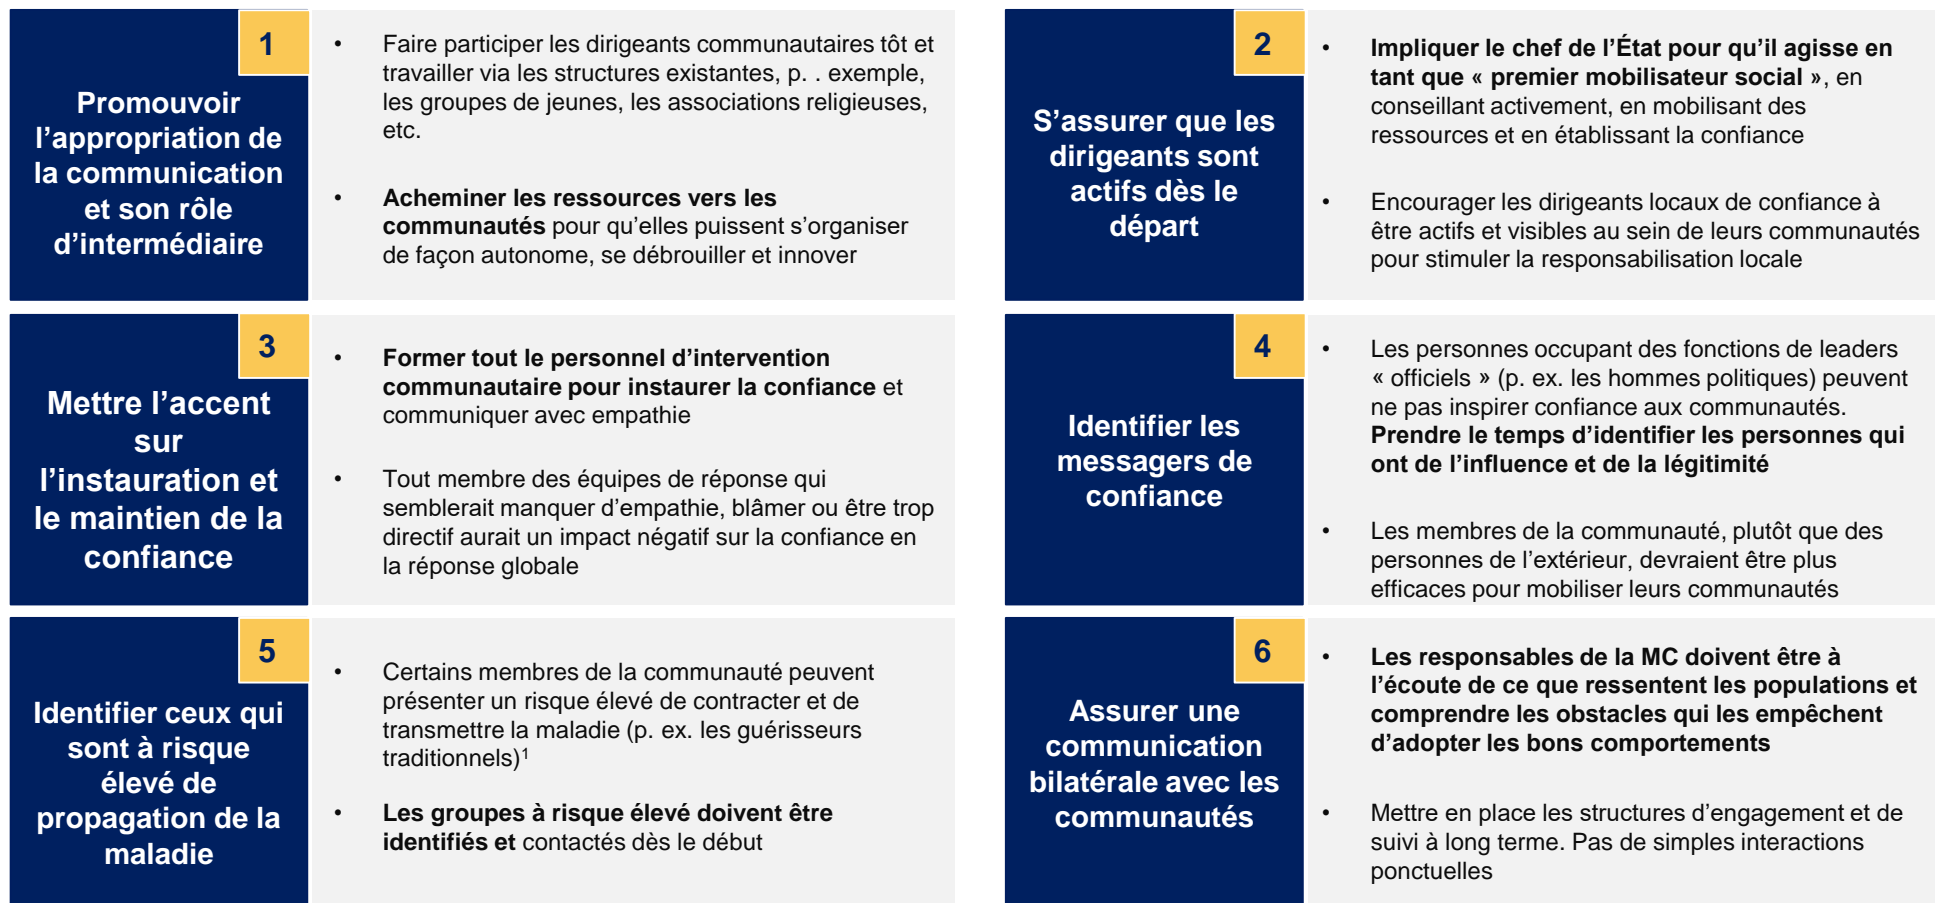 1
Promouvoir
l’appropriation de
la communication
et son rôle
d’intermédiaire
• Faire participer les dirigeants communautaires tôt et
travailler via les structures existantes, p. . exemple,
les groupes de jeunes, les associations religieuses,
etc.
• Acheminer les ressources vers les
communautés pour qu’elles puissent s’organiser
de façon autonome, se débrouiller et innover
2
S’assurer que les
dirigeants sont
actifs dès le
départ
• Impliquer le chef de l’État pour qu’il agisse en
tant que « premier mobilisateur social », en
conseillant activement, en mobilisant des
ressources et en établissant la confiance
• Encourager les dirigeants locaux de confiance à
être actifs et visibles au sein de leurs communautés
pour stimuler la responsabilisation locale
3
Mettre l’accent
sur
l’instauration et
le maintien de la
confiance
• Former tout le personnel d’intervention
communautaire pour instaurer la confiance et
communiquer avec empathie
• Tout membre des équipes de réponse qui
semblerait manquer d’empathie, blâmer ou être trop
directif aurait un impact négatif sur la confiance en
la réponse globale
4
Identifier les
messagers de
confiance
• Les personnes occupant des fonctions de leaders
« officiels » (p. ex. les hommes politiques) peuvent
ne pas inspirer confiance aux communautés.
Prendre le temps d’identifier les personnes qui
ont de l’influence et de la légitimité
• Les membres de la communauté, plutôt que des
personnes de l’extérieur, devraient être plus
efficaces pour mobiliser leurs communautés
5
Identifier ceux qui
sont à risque
élevé de
propagation de la
maladie
• Certains membres de la communauté peuvent
présenter un risque élevé de contracter et de
transmettre la maladie (p. ex. les guérisseurs
traditionnels)¹
• Les groupes à risque élevé doivent être
identifiés et contactés dès le début
6
Assurer une
communication
bilatérale avec les
communautés
• Les responsables de la MC doivent être à
l’écoute de ce que ressentent les populations et
comprendre les obstacles qui les empêchent
d’adopter les bons comportements
• Mettre en place les structures d’engagement et de
suivi à long terme. Pas de simples interactions
ponctuelles